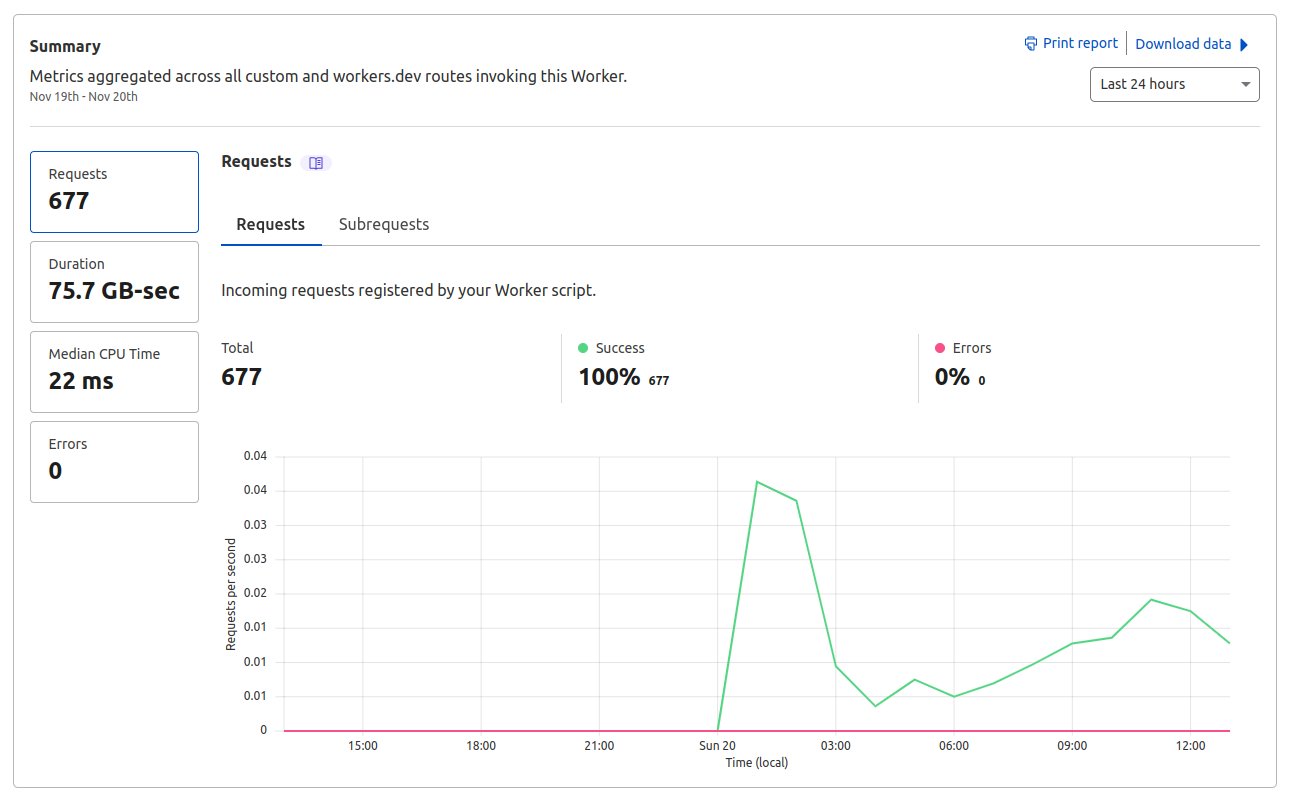 Summary
Print report
Download data
Metrics aggregated across all custom and workers.dev routes invoking this Worker.
Nov 19th - Nov 20th
Last 24 hours
Requests
677
Duration
75.7 GB-sec
Median CPU Time
22 ms
Errors
0
Requests
Requests
Subrequests
Incoming requests registered by your Worker script.
Total
677
Success
100% 677
Errors
0% 0
Requests per second
0.04
0.04
0.03
0.03
0.02
0.01
0.01
0.01
0
15:00
18:00
21:00
Sun 20
03:00
06:00
09:00
12:00
Time (local)